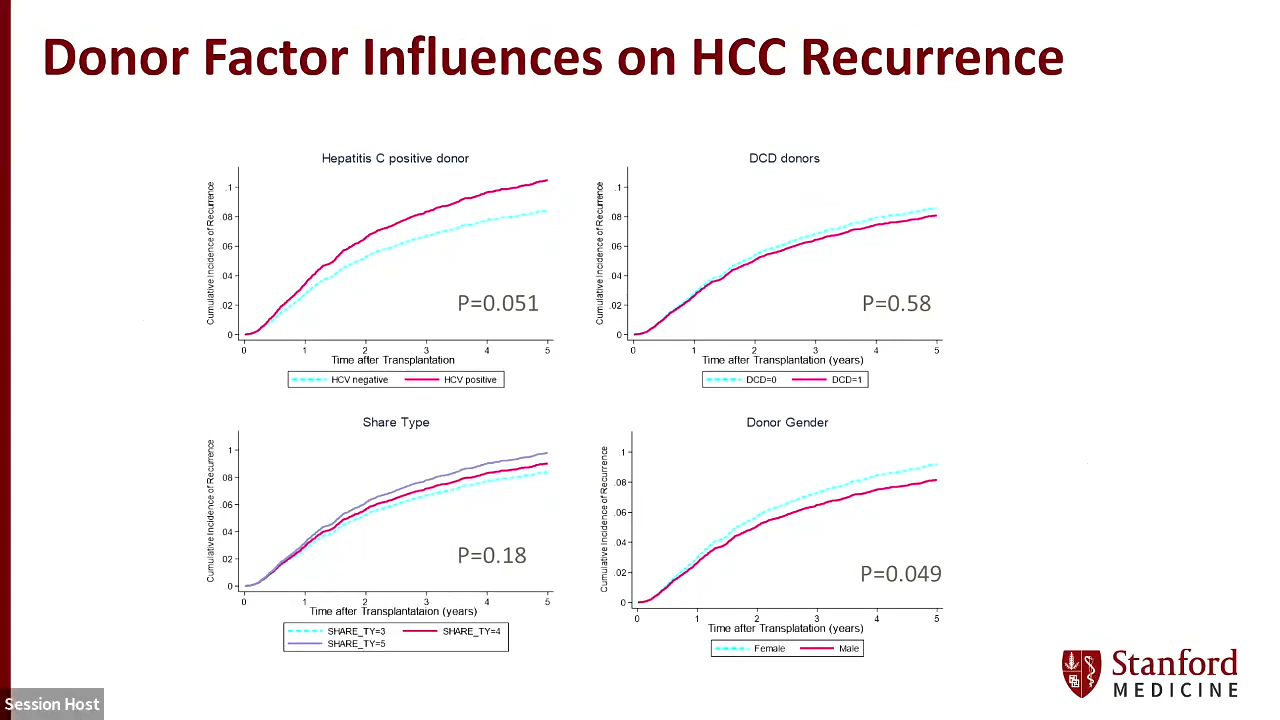 Donor Factor Influences on HCC Recurrence
Hepatitis C positive donor
Cumulative Incidence of Recurrence
.1
.08
.06
.04
.02
0
0 1 2 3 4 5
Time after Transplantation
P=0.051
HCV negative HCV positive
DCD donors
Cumulative Incidence of Recurrence
.1
.08
.06
.04
.02
0
0 1 2 3 4 5
Time after Transplantation (years)
P=0.58
DCD=0 DCD=1
Share Type
Cumulative Incidence of Recurrence
.1
.08
.06
.04
.02
0
0 1 2 3 4 5
Time after Transplantataion (years)
P=0.18
SHARE_TY=3 SHARE_TY=4
SHARE_TY=5
Donor Gender
Cumulative Incidence of Recurrence
.1
.08
.06
.04
.02
0
0 1 2 3 4 5
Time after Transplatation (years)
P=0.049
Female Male
Stanford
MEDICINE
Session Host